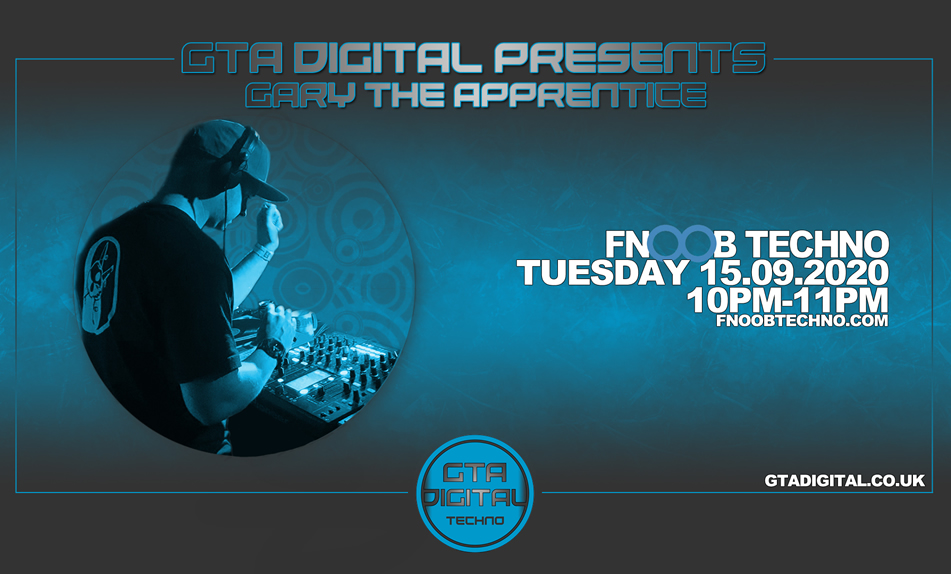 GTA DIGITAL PRESENTS
GARY THE APPRENTICE
FNOOB TECHNO
TUESDAY 15.09.2020
10PM-11PM
FNOOBTECHNO.COM
GTADIGITAL.CO.UK
GTA
DIGITAL
TECHNO